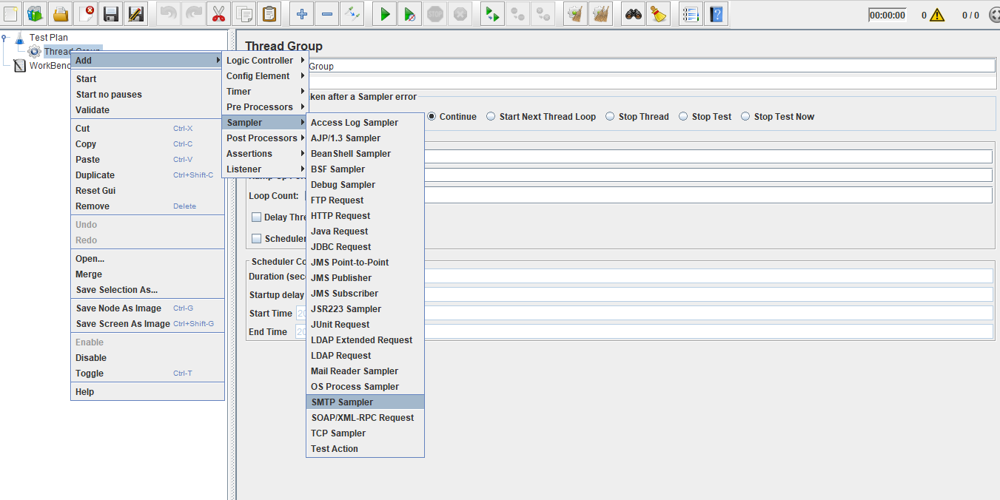 00:00:00
0
0 / 0
Test Plan
Thread Group
WorkBenc
Add
Start
Start no pauses
Validate
Cut Ctrl-X
Copy Ctrl-C
Paste Ctrl-V
Duplicate Ctrl+Shift-C
Reset Gui
Remove Delete
Undo
Redo
Open...
Merge
Save Selection As...
Save Node As Image Ctrl-G
Save Screen As Image Ctrl+Shift-G
Enable
Disable
Toggle Ctrl-T
Help
Logic Controller
Config Element
Timer
Pre Processors
Sampler
Post Processors
Assertions
Listener
Access Log Sampler
AJP/1.3 Sampler
BeanShell Sampler
BSF Sampler
Debug Sampler
FTP Request
HTTP Request
Java Request
JDBC Request
JMS Point-to-Point
JMS Publisher
JMS Subscriber
JSR223 Sampler
JUnit Request
LDAP Extended Request
LDAP Request
Mail Reader Sampler
OS Process Sampler
SMTP Sampler
SOAP/XML-RPC Request
TCP Sampler
Test Action
Thread Group
Group
ken after a Sampler error
Continue Start Next Thread Loop Stop Thread Stop Test Stop Test Now
Loop Count:
Delay Thre
Scheduler
Scheduler Co
Duration (sec
Startup delay
Start Time 20
End Time 20